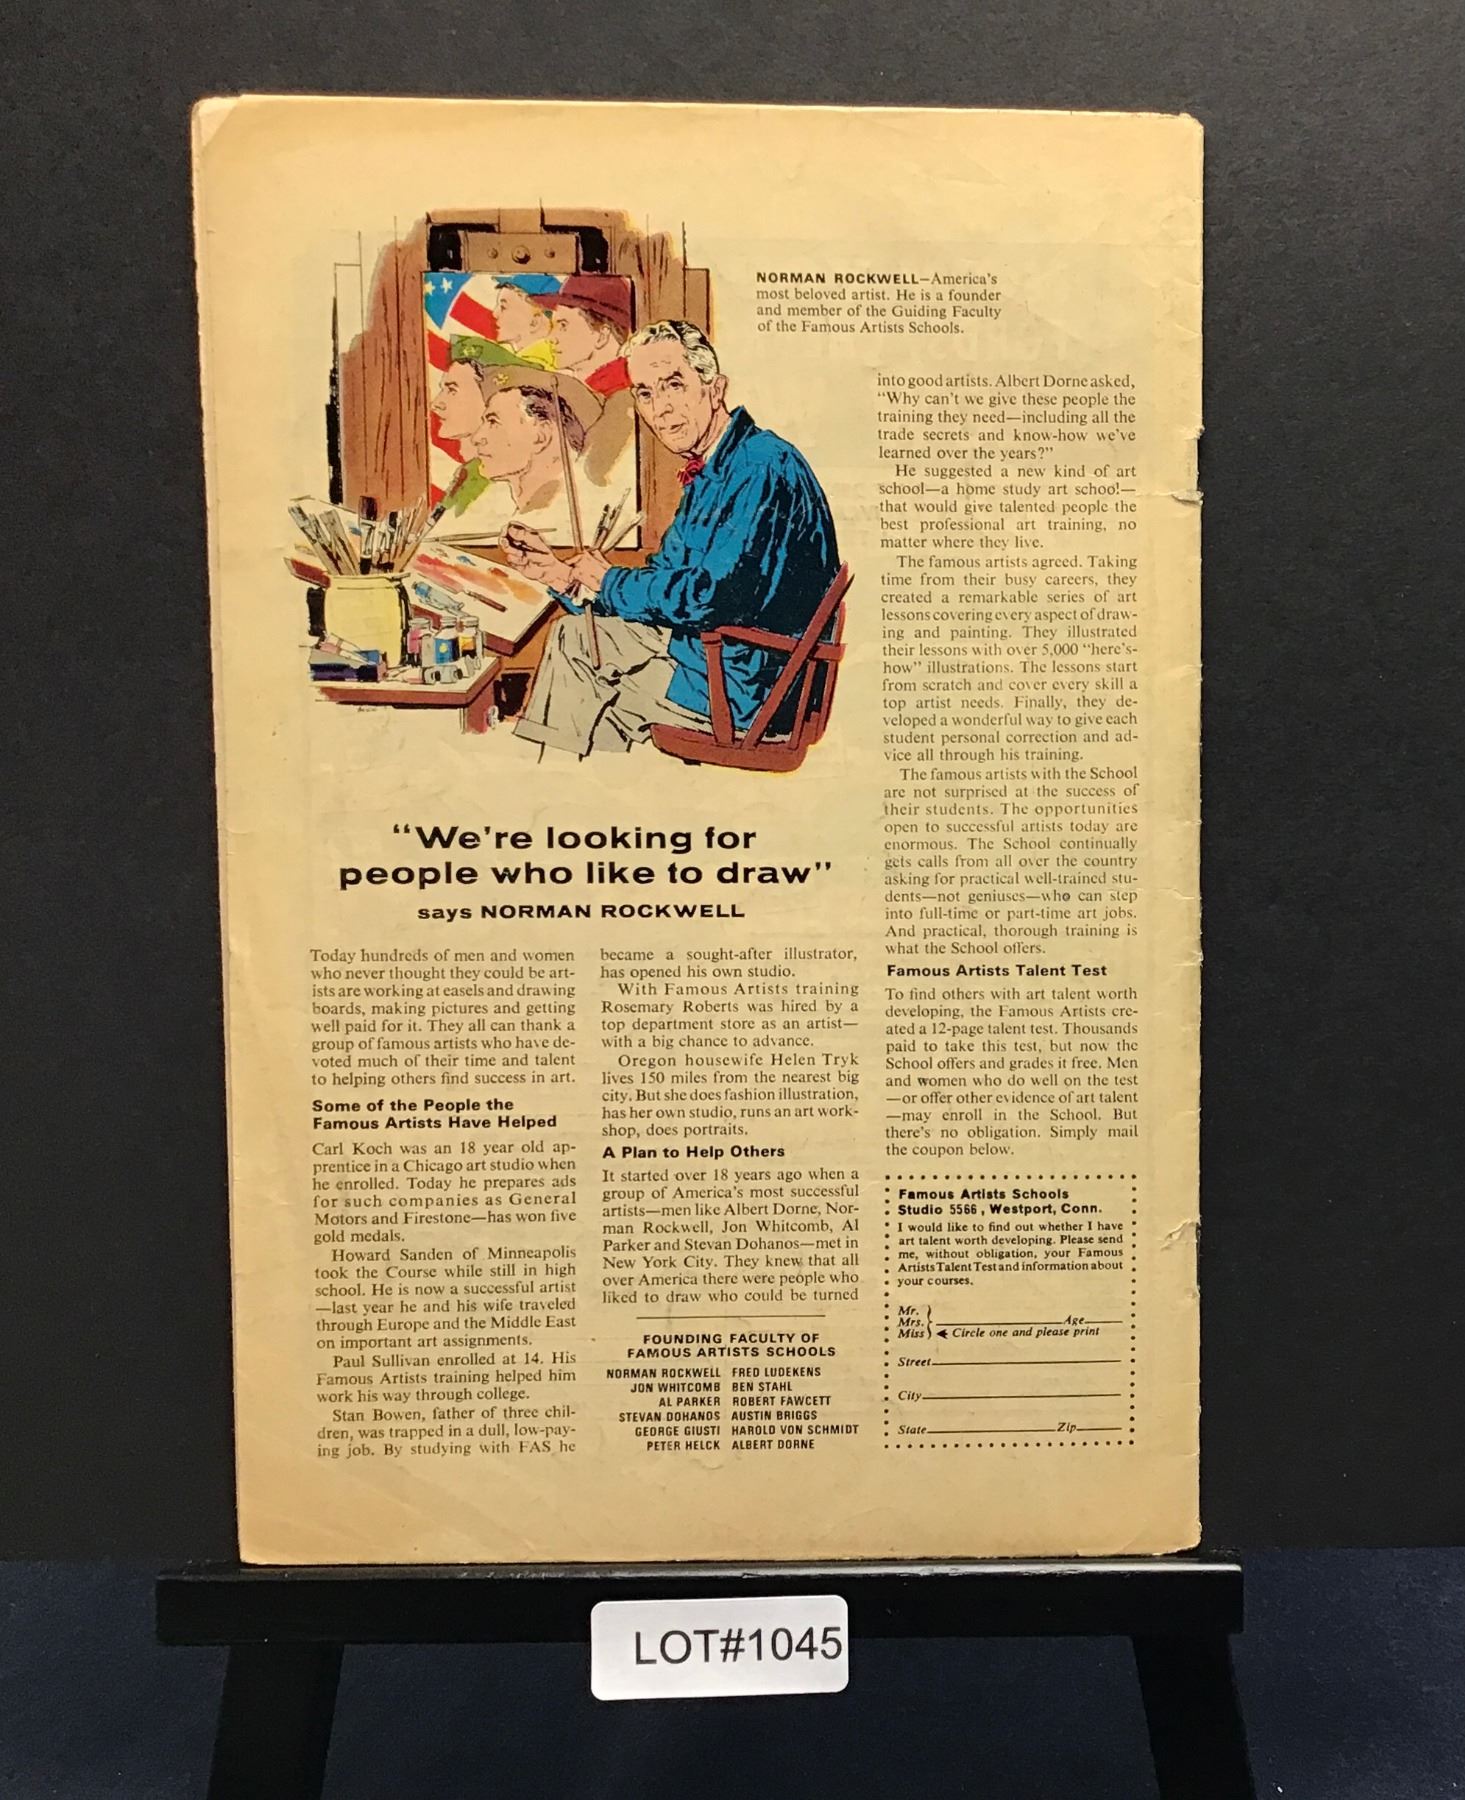 NORMAN ROCKWELL—America's
most beloved artist. He is a founder
and member of the Guiding Faculty
of the Famous Artists Schools.
"We're looking for
people who like to draw"
says NORMAN ROCKWELL
Today hundreds of men and women
who never thought they could be art-
ists are working at easels and drawing
boards, making pictures and getting
well paid for it. They all can thank a
group of famous artists who have de-
voted much of their time and talent
to helping others find success in art.
Some of the People the
Famous Artists Have Helped
Carl Koch was an 18 year old ap-
prentice in a Chicago art studio when
he enrolled. Today he prepares ads
for such companies as General
Motors and Firestone—has won five
gold medals.
Howard Sanden of Minneapolis
took the Course while still in high
school. He is now a successful artist
—last year he and his wife traveled
through Europe and the Middle East
on important art assignments.
Paul Sullivan enrolled at 14. His
Famous Artists training helped him
work his way through college.
Stan Bowen, father of three chil-
dren, was trapped in a dull, low-pay-
ing job. By studying with FAS he
became a sought-after illustrator,
has opened his own studio.
With Famous Artists training
Rosemary Roberts was hired by a
top department store as an artist—
with a big chance to advance.
Oregon housewife Helen Tryk
lives 150 miles from the nearest big
city. But she does fashion illustration,
has her own studio, runs an art work-
shop, does portraits.
A Plan to Help Others
It started over 18 years ago when a
group of America's most successful
artists—men like Albert Dorne, Nor-
man Rockwell, Jon Whitcomb, Al
Parker and Stevan Dohanos—met in
New York City. They knew that all
over America there were people who
liked to draw who could be turned
into good artists. Albert Dorne asked,
"Why can't we give these people the
training they need—including all the
trade secrets and know-how we've
learned over the years?"
He suggested a new kind of art
school—a home study art school—
that would give talented people the
best professional art training, no
matter where they live.
The famous artists agreed. Taking
time from their busy careers, they
created a remarkable series of art
lessons covering every aspect of draw-
ing and painting. They illustrated
their lessons with over 5,000 "here's-
how" illustrations. The lessons start
from scratch and cover every skill a
top artist needs. Finally, they de-
veloped a wonderful way to give each
student personal correction and ad-
vice all through his training.
The famous artists with the School
are not surprised at the success of
their students. The opportunities
open to successful artists today are
enormous. The School continually
gets calls from all over the country
asking for practical well-trained stu-
dents—not geniuses—who can step
into full-time or part-time art jobs.
And practical, thorough training is
what the School offers.
Famous Artists Talent Test
To find others with art talent worth
developing, the Famous Artists cre-
ated a 12-page talent test. Thousands
paid to take this test, but now the
School offers and grades it free. Men
and women who do well on the test
—or offer other evidence of art talent
—may enroll in the School. But
there's no obligation. Simply mail
the coupon below.
FOUNDING FACULTY OF
FAMOUS ARTISTS SCHOOLS
NORMAN ROCKWELL FRED LUDEKENS
JON WHITCOMB BEN STAHL
AL PARKER ROBERT FAWCETT
STEVAN DOHANOS AUSTIN BRIGGS
GEORGE GIUSTI HAROLD VON SCHMIDT
PETER HELCK ALBERT DORNE
Famous Artists Schools
Studio 5566, Westport, Conn.
I would like to find out whether I have
art talent worth developing. Please send
me, without obligation, your Famous
Artists Talent Test and information about
your courses.
Mr.
Mrs. Age
Miss Circle one and please print
Street
City
State Zip
LOT#1045